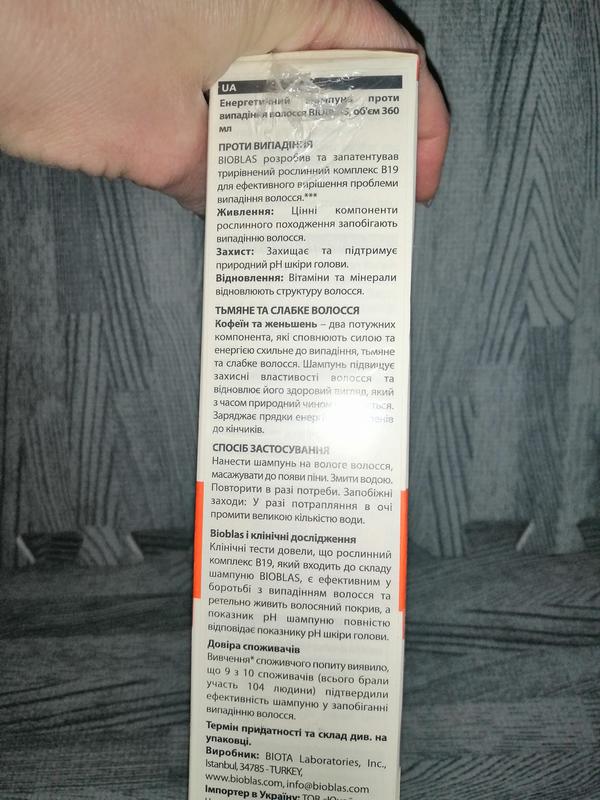 UA
Енергетичний шампунь проти
випадіння волосся BIOBLAS, об'єм 360
мл
ПРОТИ ВИПАДІННЯ
BIOBLAS розробив та запатентував
трирівнений рослинний комплекс B19
для ефективного вирішення проблеми
випадіння волосся.***
Живлення: Цінні компоненти
рослинного походження запобігають
випадінню волосся.
Захист: Захищає та підтримує
природний pH шкіри голови.
Відновлення: Вітаміни та мінерали
відновлюють структуру волосся.
ТЬМЯНЕ ТА СЛАБКЕ ВОЛОССЯ
Кофеїн та женьшень – два потужних
компонента, які сповнюють силою та
енергією схильне до випадіння, тьмяне
та слабке волосся. Шампунь підвищує
захисні властивості волосся та
відновлює його здоровий вигляд, який
з часом природний чином
Заряджає прядки
до кінчиків.
СПОСІБ ЗАСТОСУВАННЯ
Нанести шампунь на вологе волосся,
масажувати до появи піни. Змити водою.
Повторити в разі потреби. Запобіжні
заходи: У разі потрапляння в очі
промити великою кількістю води.
Bioblas і клінічні дослідження
Клінічні тести довели, що рослинний
комплекс B19, який входить до складу
шампуню BIOBLAS, є ефективним у
боротьбі з випадінням волосся та
ретельно живить волосяний покрив, а
показник pH шампуню повністю
відповідає показнику pH шкіри голови.
Довіра споживачів
Вивчення* споживчого попиту виявило,
що 9 з 10 споживачів (всього брали
участь 104 людини) підтвердили
ефективність шампуню у запобіганні
випадінню волосся.
Термін придатності та склад див. на
упаковці.
Виробник: BIOTA Laboratories, Inc.,
Istanbul, 34785 - TURKEY,
www.bioblas.com, info@bioblas.com
Імпортер в Україну: ТОВ